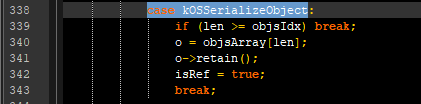 338 case kOSSerializeObject:
339 if (len >= objsIdx) break;
340 o = objsArray[len];
341 o->retain();
342 isRef = true;
343 break;